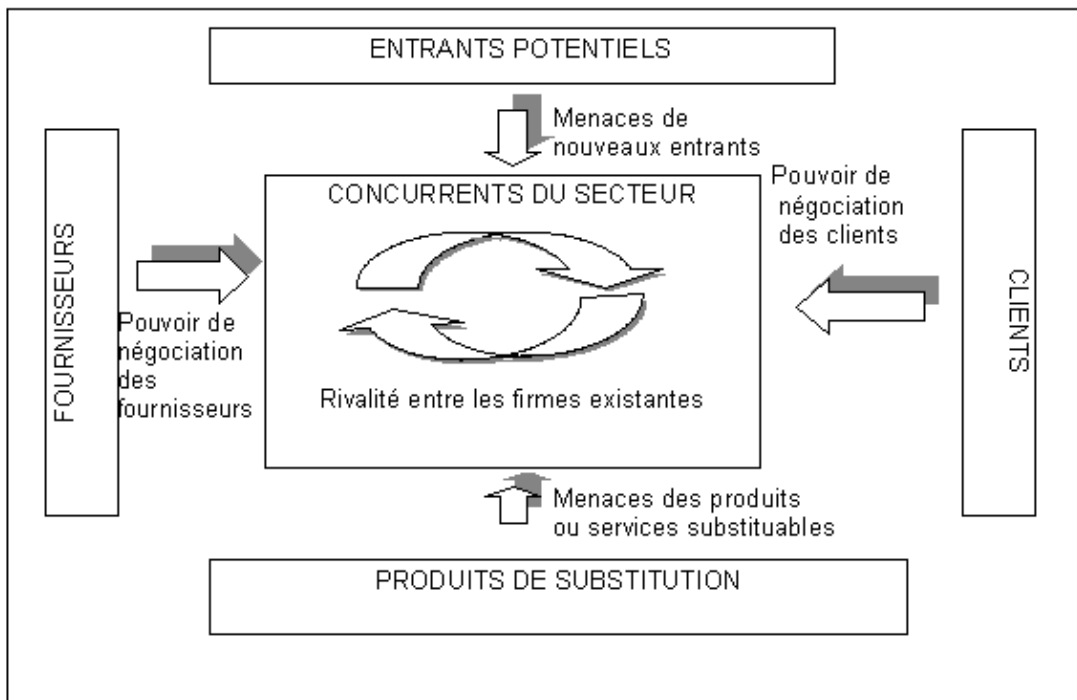 ENTRANTS POTENTIELS
Menaces de
nouveaux entrants
FOURNISSEURS
Pouvoir de
négociation
des
fournisseurs
CONCURRENTS DU SECTEUR
Rivalité entre les firmes existantes
Pouvoir de
négociation
des clients
CLIENTS
Menaces des produits
ou services substituables
PRODUITS DE SUBSTITUTION